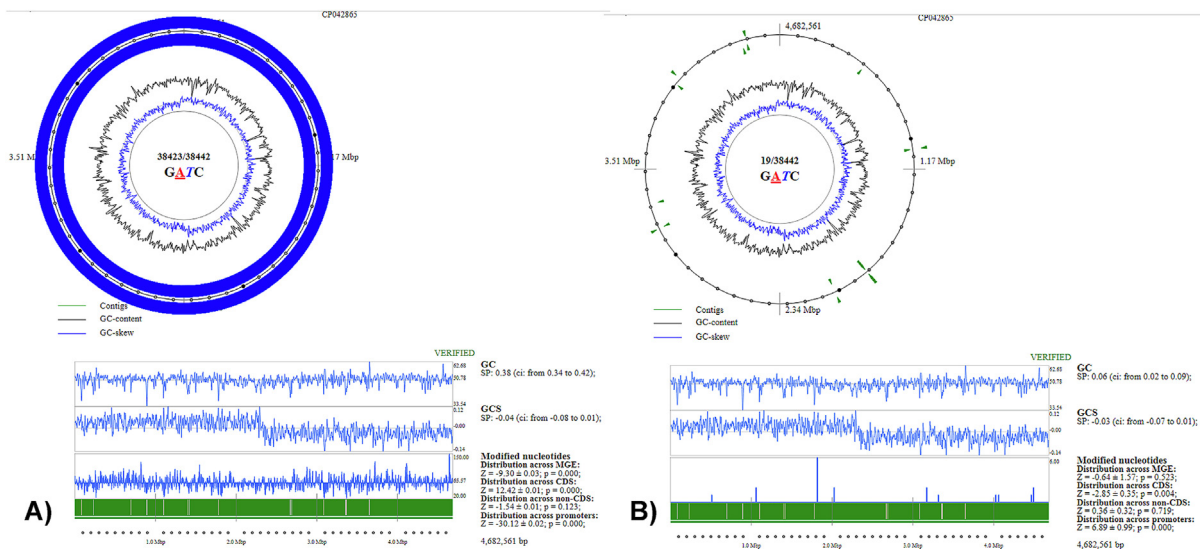 CP042865
38423/38442
GATC
3.51 M
.17 Mbp
Contigs
GC-content
GC-skew
VERIFIED
62.68
50.78
33.54
GC
SP: 0.38 (ci: from 0.34 to 0.42);
0.12
-0.00
-0.14
GCS
SP: -0.04 (ci: from -0.08 to 0.01);
150.00
20.00
Modified nucleotides
Distribution across MGE:
Z = -9.30 ± 0.03; p = 0.000;
Distribution across CDS:
Z = 12.42 ± 0.01; p = 0.000;
Distribution across non-CDS:
Z = -1.54 ± 0.01; p = 0.123;
Distribution across promoters:
Z = -30.12 ± 0.02; p = 0.000;
4,682,561 bp
1.0 Mbp
2.0 Mbp
3.0 Mbp
4.0 Mbp
A)
CP042865
4,682,561
19/38442
GATC
3.51 Mbp
1.17 Mbp
2.34 Mbp
Contigs
GC-content
GC-skew
VERIFIED
62.68
50.78
33.54
GC
SP: 0.06 (ci: from 0.02 to 0.09);
0.12
-0.00
-0.14
GCS
SP: -0.03 (ci: from -0.07 to 0.01);
6.00
Modified nucleotides
Distribution across MGE:
Z = -0.64 ± 1.57; p = 0.523;
Distribution across CDS:
Z = -2.85 ± 0.35; p = 0.004;
Distribution across non-CDS:
Z = 0.36 ± 0.32; p = 0.719;
Distribution across promoters:
Z = 6.89 ± 0.99; p = 0.000;
4,682,561 bp
1.0 Mbp
2.0 Mbp
3.0 Mbp
4.0 Mbp
B)